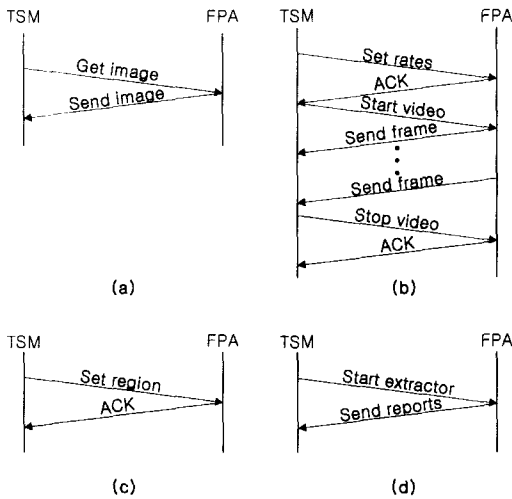 TSM FPA
Get image
Send image
(a)
TSM FPA
Set rates
ACK
Start video
Send frame
Send frame
Stop video
ACK
(b)
TSM FPA
Set region
ACK
(c)
TSM FPA
Start extractor
Send reports
(d)